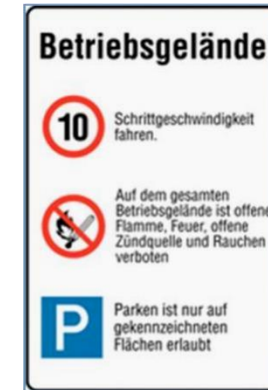 Betriebsgelände
10
Schrittgeschwindigkeit
fahren.
Auf dem gesamten
Betriebsgelände ist offene
Flamme, Feuer, offene
Zündquelle und Rauchen
verboten
P
Parken ist nur auf
gekennzeichneten
Flächen erlaubt